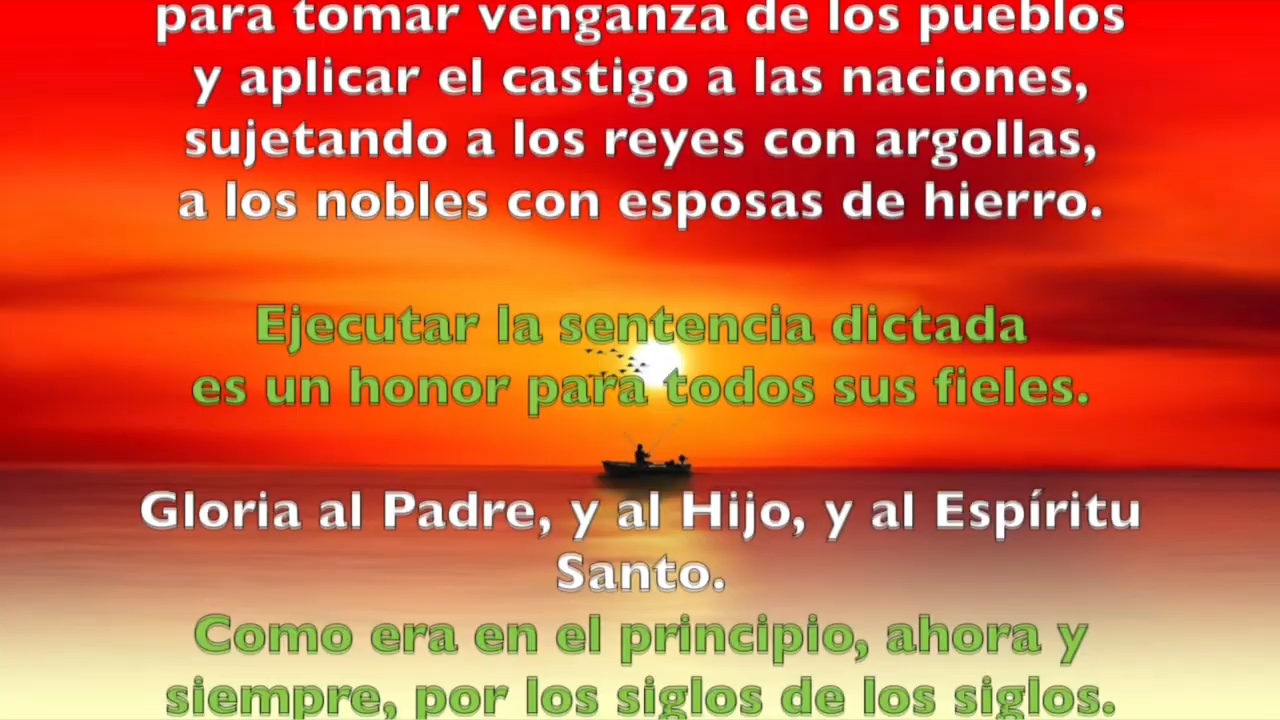 para tomar venganza de los pueblos
y aplicar el castigo a las naciones,
sujetando a los reyes con argollas,
a los nobles con esposas de hierro.
Ejecutar la sentencia dictada
es un honor para todos sus fieles.
Gloria al Padre, y al Hijo, y al Espíritu
Santo.
Como era en el principio, ahora y
siempre, por los siglos de los siglos.